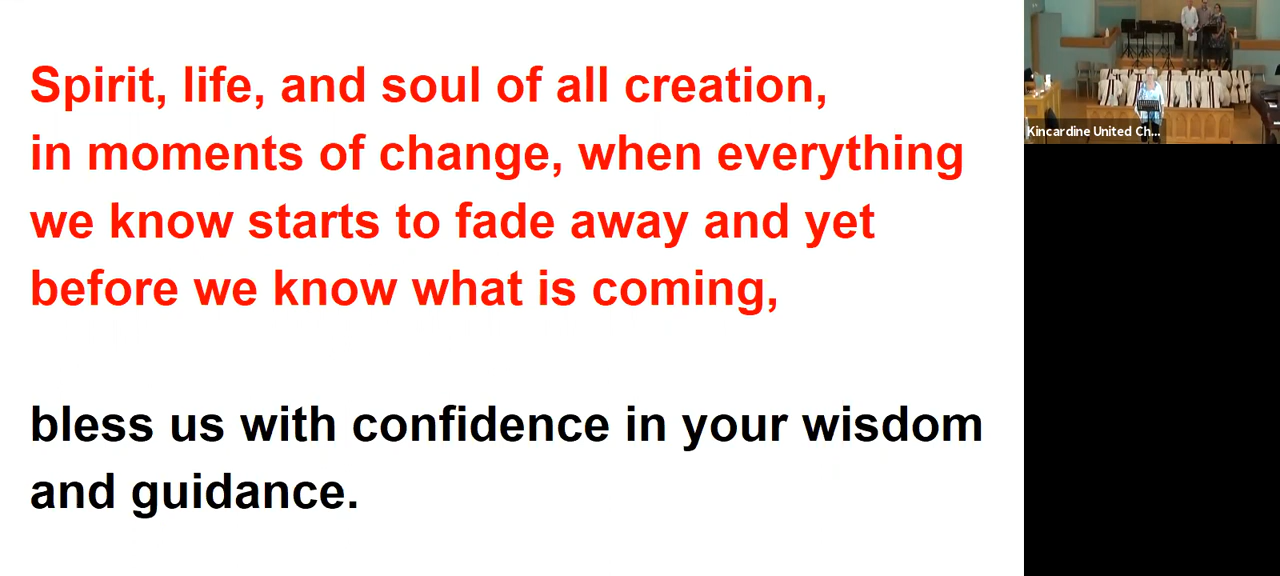 Spirit, life, and soul of all creation,
in moments of change, when everything
we know starts to fade away and yet
before we know what is coming,
bless us with confidence in your wisdom
and guidance.
Kincardine United Ch...